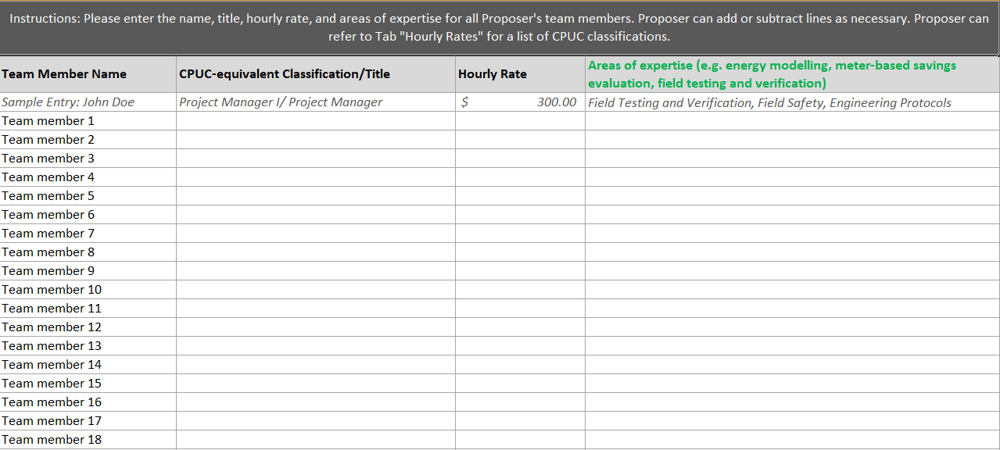 Instructions: Please enter the name, title, hourly rate, and areas of expertise for all Proposer's team members. Proposer can add or subtract lines as necessary. Proposer can
refer to Tab "Hourly Rates" for a list of CPUC classifications.
Team Member Name CPUC-equivalent Classification/Title Hourly Rate Areas of expertise (e.g. energy modelling, meter-based savings
evaluation, field testing and verification)
Sample Entry: John Doe Project Manager I/ Project Manager $ 300.00 Field Testing and Verification, Field Safety, Engineering Protocols
Team member 1
Team member 2
Team member 3
Team member 4
Team member 5
Team member 6
Team member 7
Team member 8
Team member 9
Team member 10
Team member 11
Team member 12
Team member 13
Team member 14
Team member 15
Team member 16
Team member 17
Team member 18